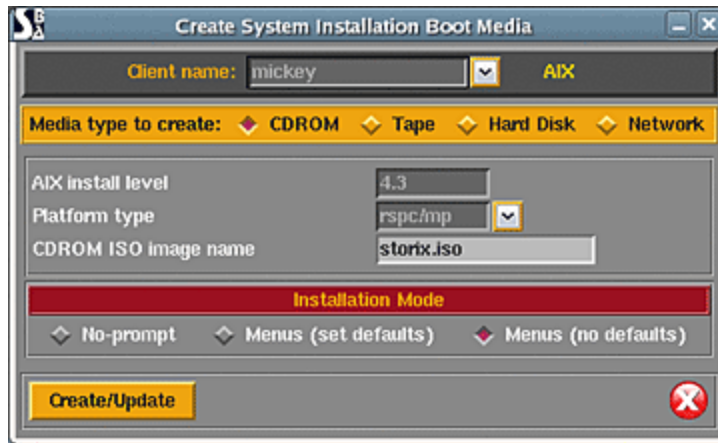 SBA Create System Installation Boot Media
Client name: mickey AIX
Media type to create: CDROM Tape Hard Disk Network
AIX install level 4.3
Platform type rspc/mp
CDROM ISO image name storix.iso
Installation Mode
No-prompt Menus (set defaults) Menus (no defaults)
Create/Update